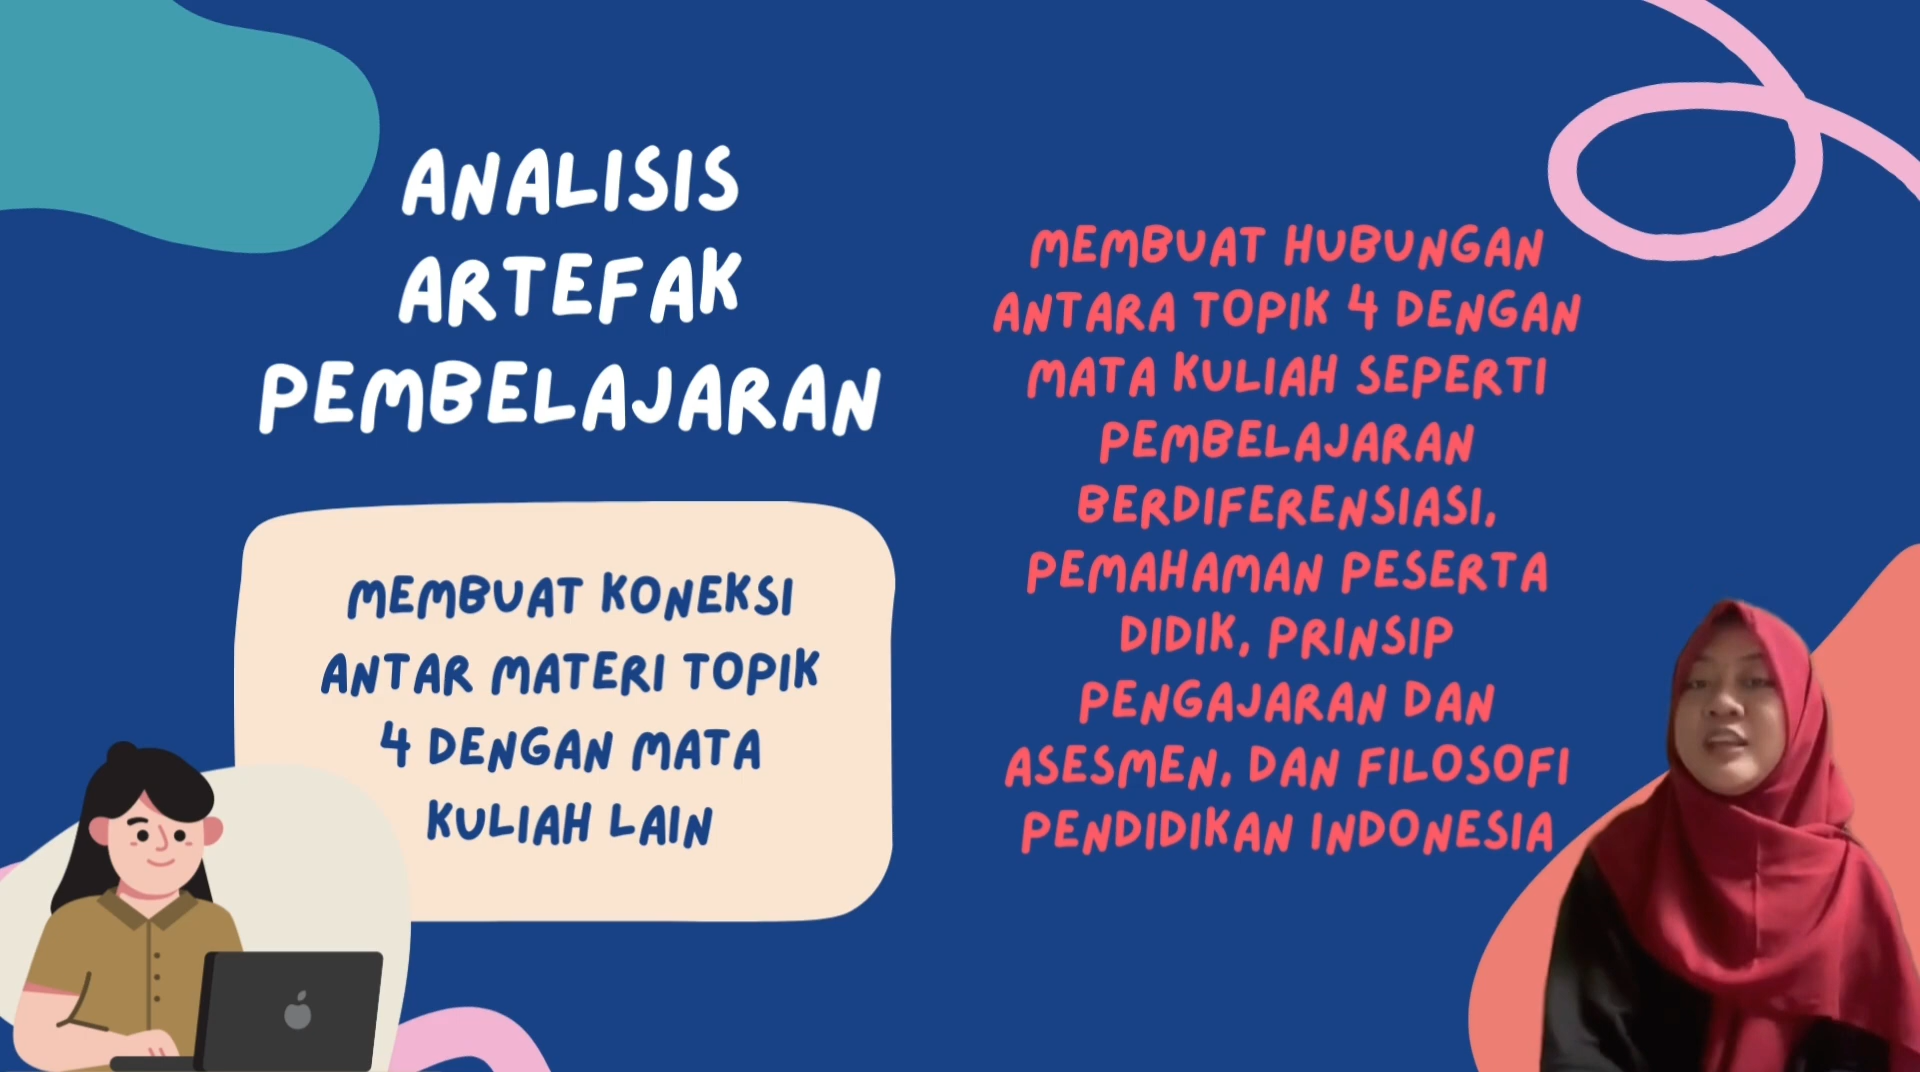 ANALISIS
ARTEFAK
PEMBELAJARAN
MEMBUAT KONEKSI
ANTAR MATERI TOPIK
4 DENGAN MATA
KULIAH LAIN
MEMBUAT HUBUNGAN
ANTARA TOPIK 4 DENGAN
MATA KULIAH SEPERTI
PEMBELAJARAN
BERDIFERENSIASI,
PEMAHAMAN PESERTA
DIDIK, PRINSIP
PENGAJARAN DAN
ASESMEN, DAN FILOSOFI
PENDIDIKAN INDONESIA